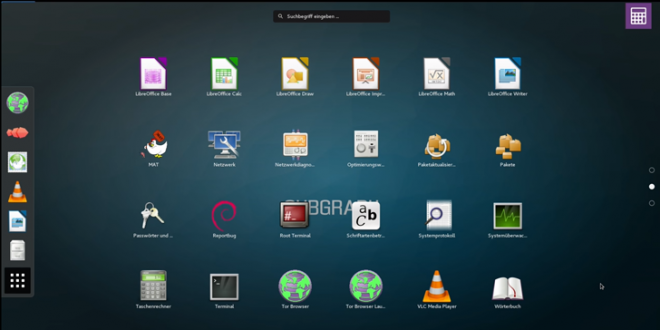 Suchbegriff eingeben ...
LibreOffice Base
LibreOffice Calc
LibreOffice Draw
LibreOffice Impr...
LibreOffice Math
LibreOffice Writer
MAT
Netzwerk
Netzwerkdiagno...
Optimierungsw...
Paketaktualisier...
Pakete
Passwörter und ...
Reportbug
Root Terminal
Schriftartenbetr...
Systemprotokoll
Systemüberwac...
Taschenrechner
Terminal
Tor Browser
Tor Browser Lau...
VLC Media Player
Wörterbuch